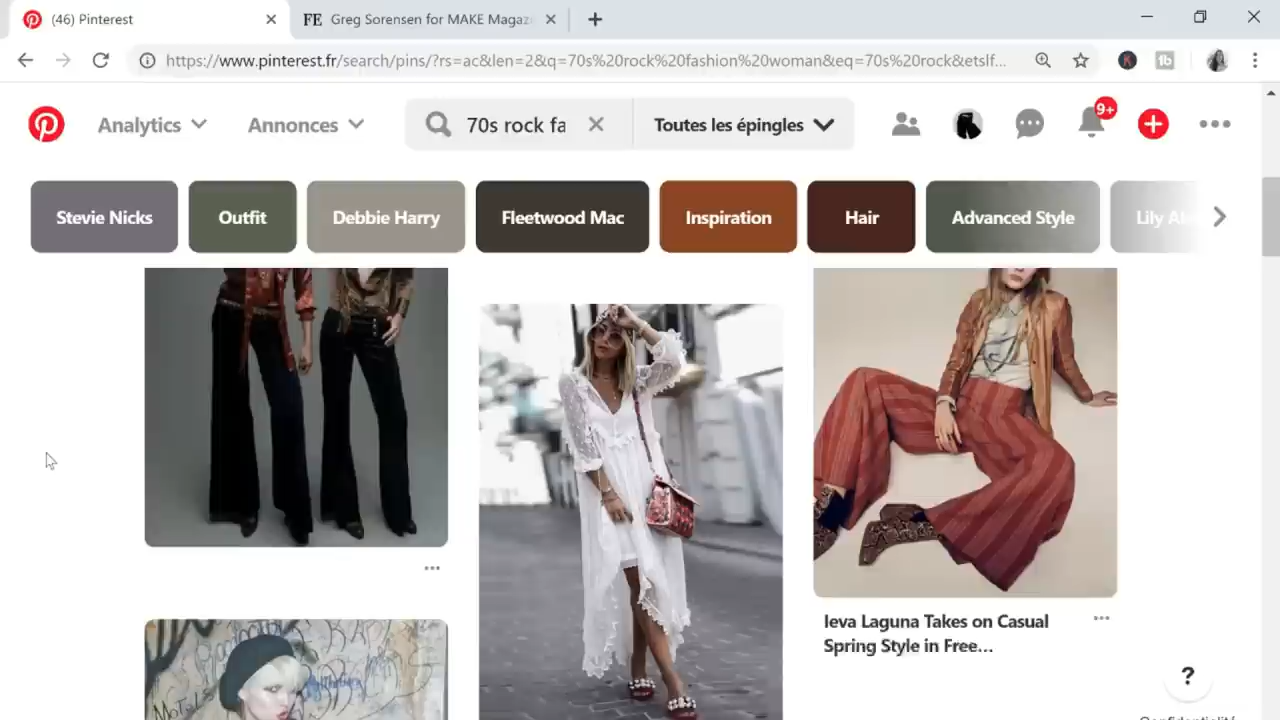 (46) Pinterest
FE Greg Sorensen for MAKE Magaz
https://www.pinterest.fr/search/pins/?rs=ac&len=2&q=70s%20rock%20fashion%20woman&eq=70s%20rock&etslf...
Analytics
Annonces
70s rock fa
Toutes les épingles
9+
Stevie Nicks
Outfit
Debbie Harry
Fleetwood Mac
Inspiration
Hair
Advanced Style
Lily
Ieva Laguna Takes on Casual
Spring Style in Free...
?